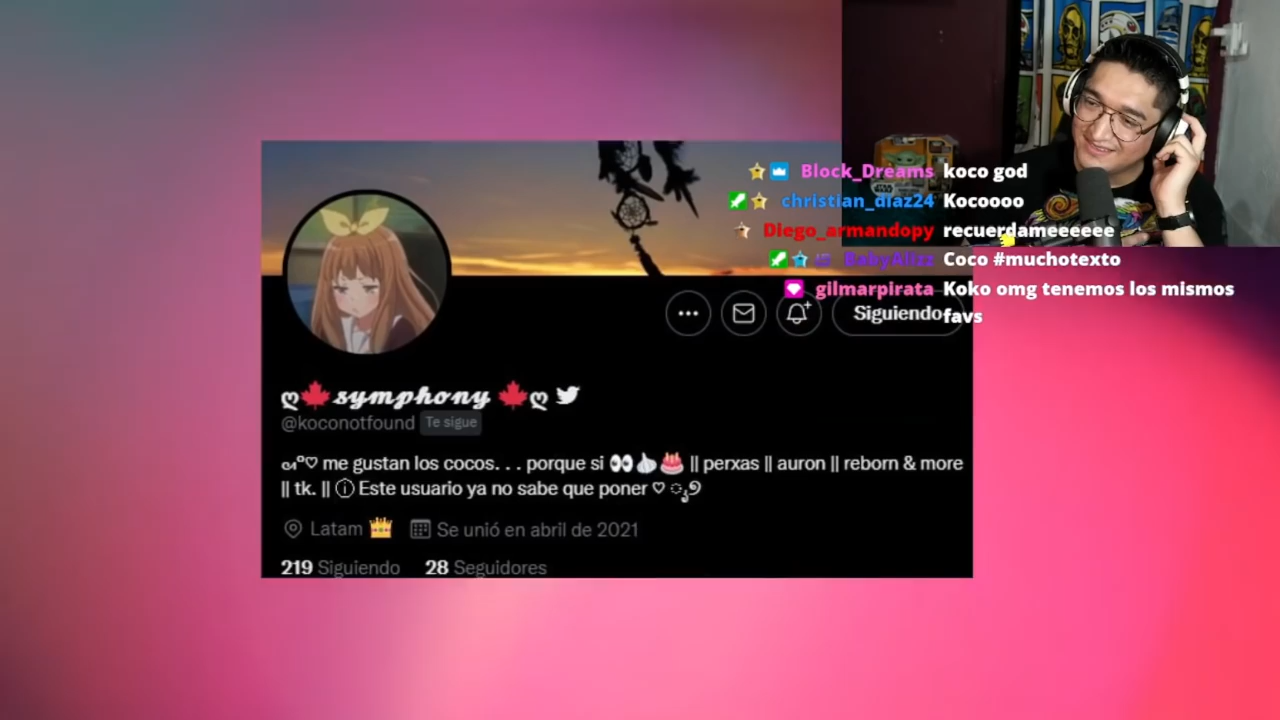 Block_Dreams koco god
christian_diaz24 Kocoooo
Diego_armandopy recuerdameeeeee
BabyAlizz Coco #muchotexto
gilmarpirata Koko omg tenemos los mismos
favs
Siguiendo
ღ🍁𝓼𝔂𝓶𝓹𝓱𝓸𝓷𝔂 🍁ღ
@koconotfound Te sigue
me gustan los cocos. . . porque si 👀🧄🎂 || perxas || auron || reborn & more
|| tk. || ⓘ Este usuario ya no sabe que poner ♡
Latam 👑 Se unió en abril de 2021
219 Siguiendo 28 Seguidores